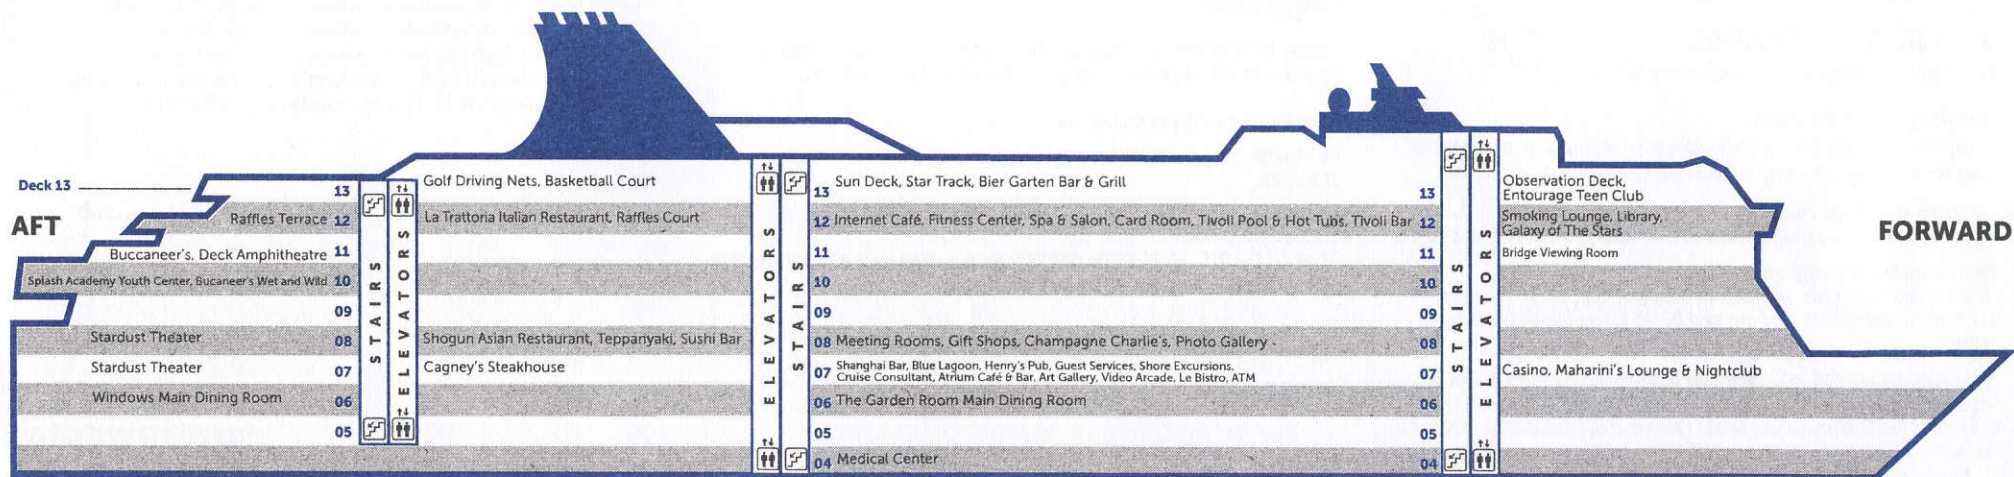 Deck 13
AFT
FORWARD
13
Raffles Terrace 12
Buccaneer's, Deck Amphitheatre 11
Splash Academy Youth Center, Bucaneer's Wet and Wild 10
09
Stardust Theater 08
Stardust Theater 07
Windows Main Dining Room 06
05
STAIRS
ELEVATORS
Golf Driving Nets, Basketball Court
La Trattoria Italian Restaurant, Raffles Court
Shogun Asian Restaurant, Teppanyaki, Sushi Bar
Cagney's Steakhouse
ELEVATORS
STAIRS
13 Sun Deck, Star Track, Bier Garten Bar & Grill
12 Internet Café, Fitness Center, Spa & Salon, Card Room, Tivoli Pool & Hot Tubs, Tivoli Bar
11
10
09
08 Meeting Rooms, Gift Shops, Champagne Charlie's, Photo Gallery
07 Shanghai Bar, Blue Lagoon, Henry's Pub, Guest Services, Shore Excursions,
Cruise Consultant, Atrium Café & Bar, Art Gallery, Video Arcade, Le Bistro, ATM
06 The Garden Room Main Dining Room
05
04 Medical Center
13
12
11
10
09
08
07
06
05
04
STAIRS
ELEVATORS
Observation Deck,
Entourage Teen Club
Smoking Lounge, Library,
Galaxy of The Stars
Bridge Viewing Room
Casino, Maharini's Lounge & Nightclub